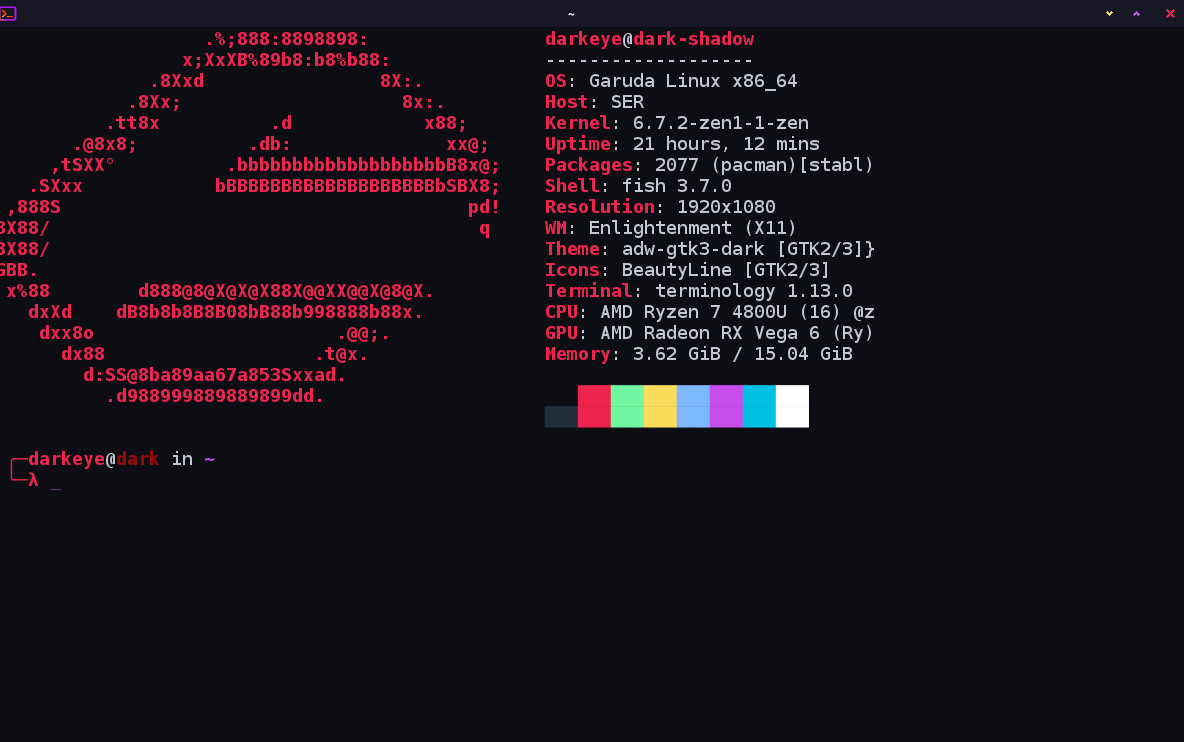 ~
.%;888:8898898:
x;XxXB%89b8:b8%b88:
.8Xxd 8X:.
.8Xx; 8x:.
.tt8x .d x88;
.@8x8; .db: xx@;
,tSXX° .bbbbbbbbbbbbbbbbbbbB8x@;
.SXxx bBBBBBBBBBBBBBBBBBBBbSBX8;
,888S pd!
8X88/ q
8X88/
GBB.
x%88 d888@8@X@X@X88X@@XX@@X@8@X.
dxXd dB8b8b8B8B08bB88b998888b88x.
dxx8o .@@;.
dx88 .t@x.
d:SS@8ba89aa67a853Sxxad.
.d988999889889899dd.
darkeye@dark-shadow
-------------------
OS: Garuda Linux x86_64
Host: SER
Kernel: 6.7.2-zen1-1-zen
Uptime: 21 hours, 12 mins
Packages: 2077 (pacman)[stabl)
Shell: fish 3.7.0
Resolution: 1920x1080
WM: Enlightenment (X11)
Theme: adw-gtk3-dark [GTK2/3]}
Icons: BeautyLine [GTK2/3]
Terminal: terminology 1.13.0
CPU: AMD Ryzen 7 4800U (16) @z
GPU: AMD Radeon RX Vega 6 (Ry)
Memory: 3.62 GiB / 15.04 GiB
╭─darkeye@dark in ~
╰─λ _